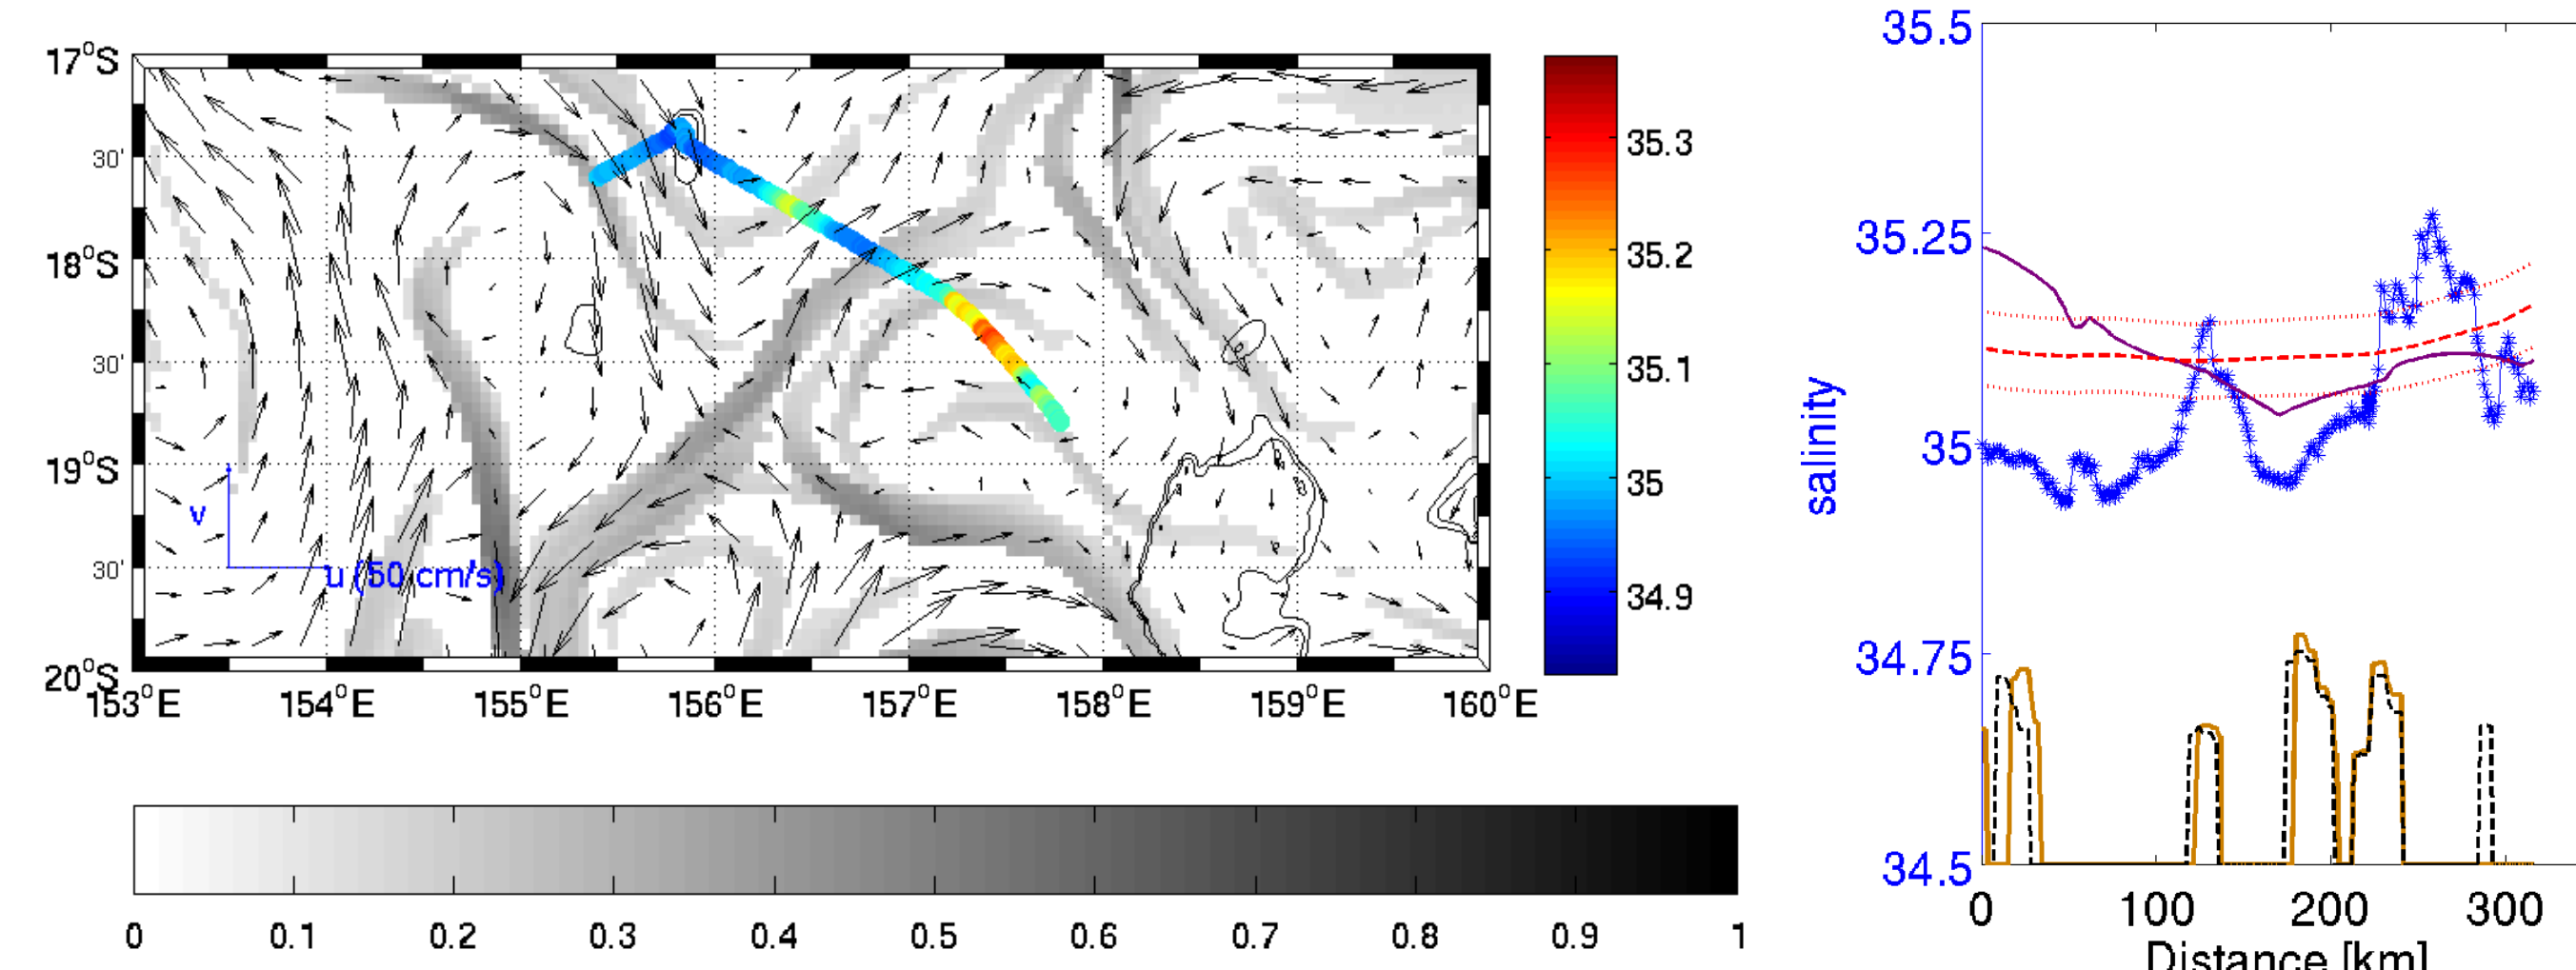 17°S
30'
18°S
30'
19°S
30'
20°S
v
u (50 cm/s)
153°E 154°E 155°E 156°E 157°E 158°E 159°E 160°E
35.3
35.2
35.1
35
34.9
0 0.1 0.2 0.3 0.4 0.5 0.6 0.7 0.8 0.9 1
35.5
35.25
35
34.75
34.5
salinity
0 100 200 300
Distance [km]